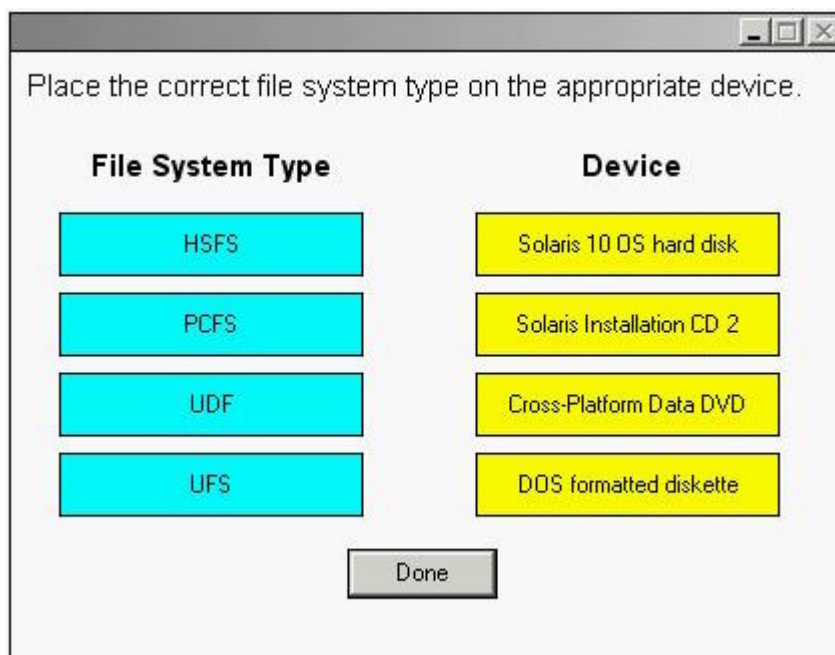 Place the correct file system type on the appropriate device.
File System Type Device
HSFS Solaris 10 OS hard disk
PCFS Solaris Installation CD 2
UDF Cross-Platform Data DVD
UFS DOS formatted diskette
Done